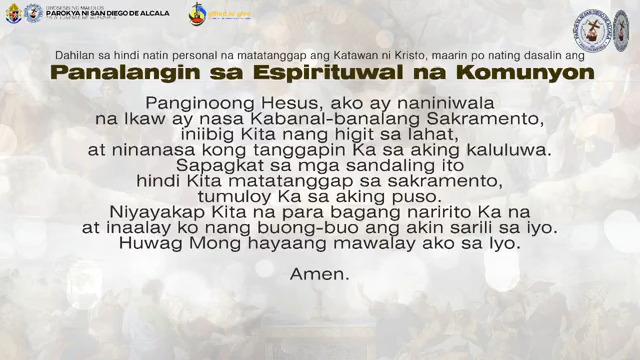 DIOCESIS NG MALOLOS
PAROKYA NI SAN DIEGO DE ALCALA
gifted to give
Dahilan sa hindi natin personal na matatanggap ang Katawan ni Kristo, maarin po nating dasalin ang
Panalangin sa Espirituwal na Komunyon
Panginoong Hesus, ako ay naniniwala
na Ikaw ay nasa Kabanal-banalang Sakramento,
iniibig Kita nang higit sa lahat,
at ninanasa kong tanggapin Ka sa aking kaluluwa.
Sapagkat sa mga sandaling ito
hindi Kita matatanggap sa sakramento,
tumuloy Ka sa aking puso.
Niyayakap Kita na para bagang naririto Ka na
at inaalay ko nang buong-buo ang akin sarili sa iyo.
Huwag Mong hayaang mawalay ako sa Iyo.
Amen.